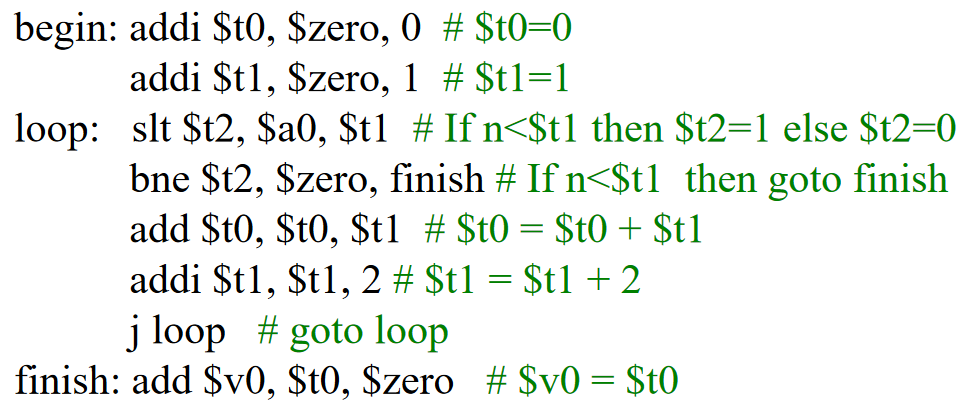 begin: addi $t0, $zero, 0 # $t0=0
addi $t1, $zero, 1 # $t1=1
loop: slt $t2, $a0, $t1 # If n<$t1 then $t2=1 else $t2=0
bne $t2, $zero, finish # If n<$t1 then goto finish
add $t0, $t0, $t1 # $t0 = $t0 + $t1
addi $t1, $t1, 2 # $t1 = $t1 + 2
j loop # goto loop
finish: add $v0, $t0, $zero # $v0 = $t0